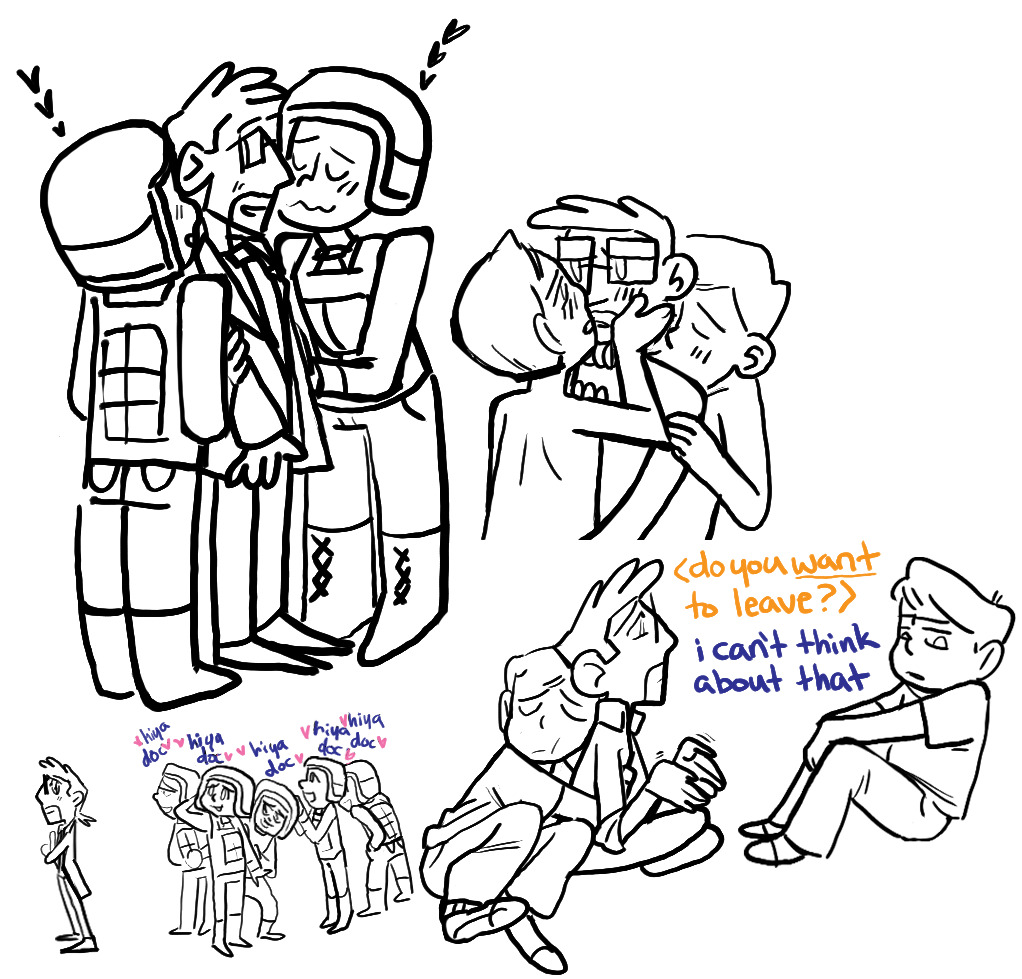 <do you want
to leave?>
i can't think
about that
hiya
doc
hiya
doc
hiya
doc
hiya
doc
hiya
doc